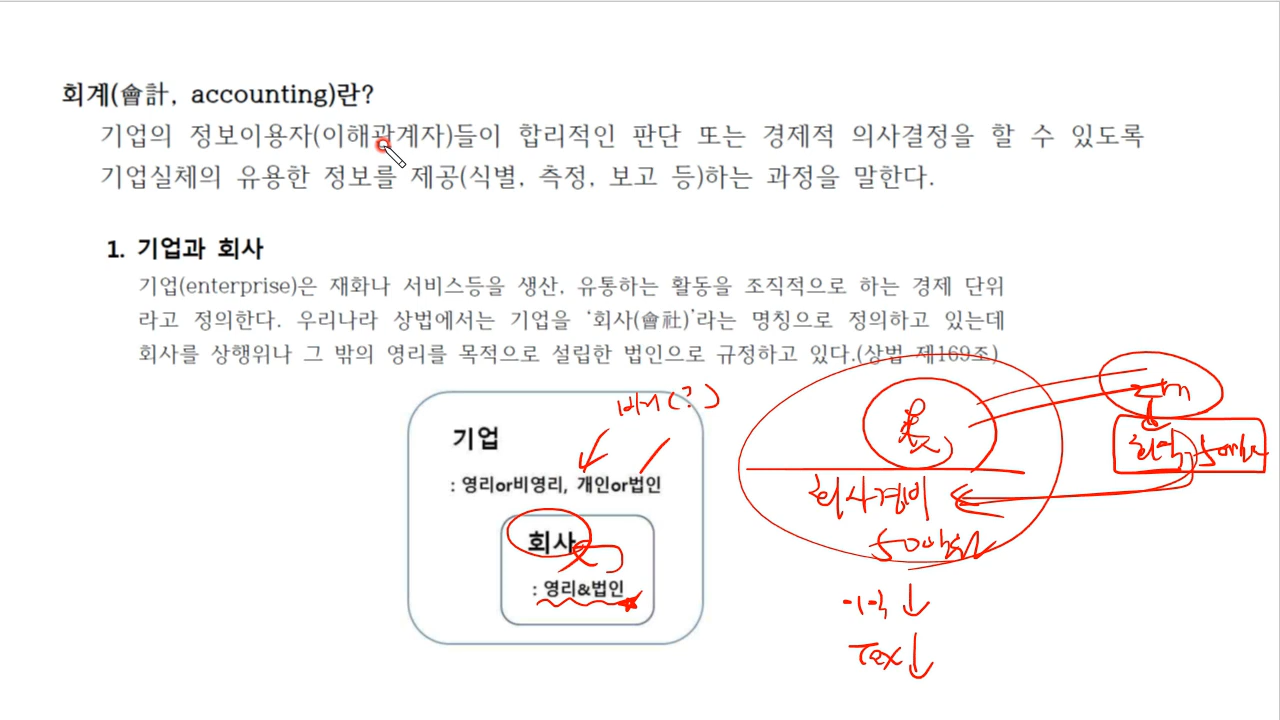 회계(會計, accounting)란?
기업의 정보이용자(이해관계자)들이 합리적인 판단 또는 경제적 의사결정을 할 수 있도록
기업실체의 유용한 정보를 제공(식별, 측정, 보고 등)하는 과정을 말한다.
1. 기업과 회사
기업(enterprise)은 재화나 서비스등을 생산, 유통하는 활동을 조직적으로 하는 경제 단위
라고 정의한다. 우리나라 상법에서는 기업을 ‘회사(會社)’라는 명칭으로 정의하고 있는데
회사를 상행위나 그 밖의 영리를 목적으로 설립한 법인으로 규정하고 있다.(상법 제169조)
기업
: 영리or비영리, 개인or법인
회사
: 영리&법인
회사경비
Tax↓